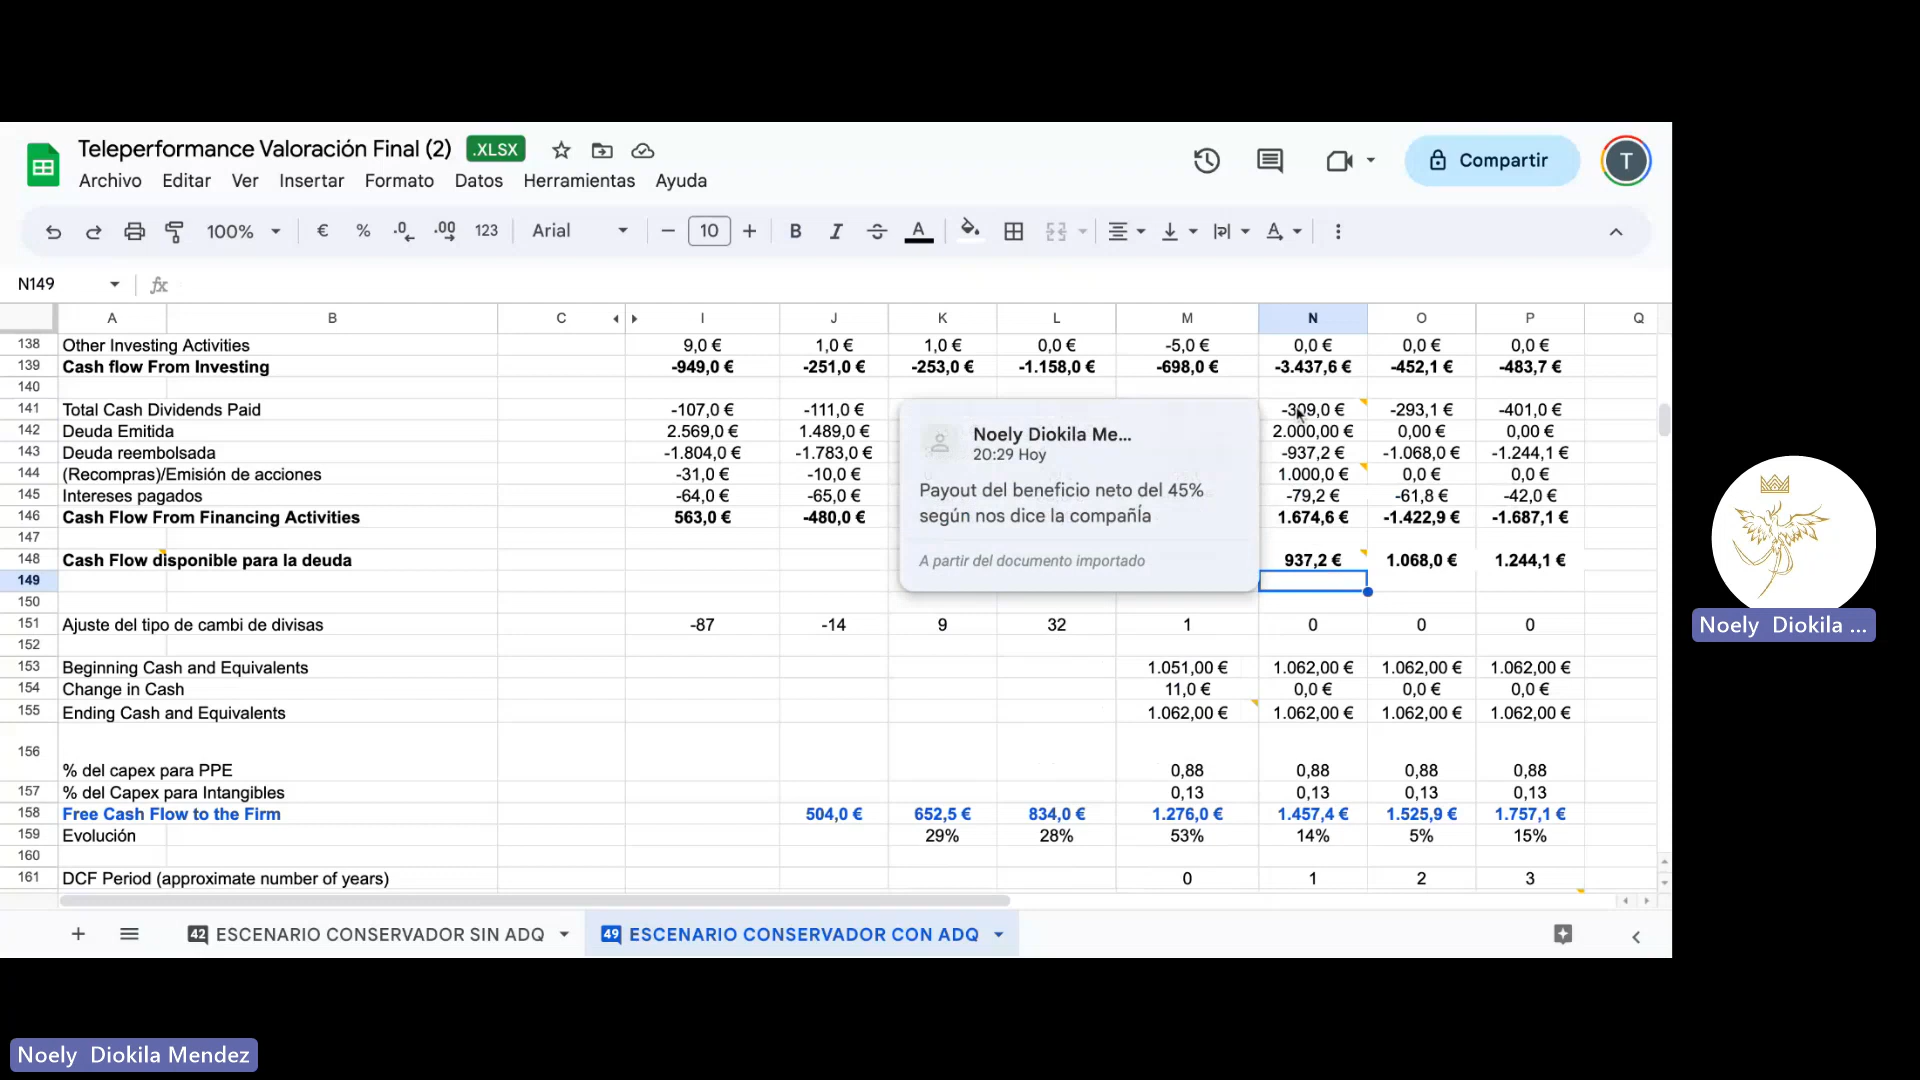 Teleperformance Valoración Final (2) .XLSX
Archivo Editar Ver Insertar Formato Datos Herramientas Ayuda
Compartir
T
100% € % .0 .00 123 Arial 10 B I A
N149 fx
A B C I J K L M N O P Q
138 Other Investing Activities 9,0 € 1,0 € 1,0 € 0,0 € -5,0 € 0,0 € 0,0 € 0,0 €
139 Cash flow From Investing -949,0 € -251,0 € -253,0 € -1.158,0 € -698,0 € -3.437,6 € -452,1 € -483,7 €
140
141 Total Cash Dividends Paid -107,0 € -111,0 € -309,0 € -293,1 € -401,0 €
142 Deuda Emitida 2.569,0 € 1.489,0 € 2.000,00 € 0,00 € 0,00 €
143 Deuda reembolsada -1.804,0 € -1.783,0 € -937,2 € -1.068,0 € -1.244,1 €
144 (Recompras)/Emisión de acciones -31,0 € -10,0 € 1.000,0 € 0,0 € 0,0 €
145 Intereses pagados -64,0 € -65,0 € -79,2 € -61,8 € -42,0 €
146 Cash Flow From Financing Activities 563,0 € -480,0 € 1.674,6 € -1.422,9 € -1.687,1 €
147
148 Cash Flow disponible para la deuda 937,2 € 1.068,0 € 1.244,1 €
149
150
151 Ajuste del tipo de cambi de divisas -87 -14 9 32 1 0 0 0
152
153 Beginning Cash and Equivalents 1.051,00 € 1.062,00 € 1.062,00 € 1.062,00 €
154 Change in Cash 11,0 € 0,0 € 0,0 € 0,0 €
155 Ending Cash and Equivalents 1.062,00 € 1.062,00 € 1.062,00 € 1.062,00 €
156 % del capex para PPE 0,88 0,88 0,88 0,88
157 % del Capex para Intangibles 0,13 0,13 0,13 0,13
158 Free Cash Flow to the Firm 504,0 € 652,5 € 834,0 € 1.276,0 € 1.457,4 € 1.525,9 € 1.757,1 €
159 Evolución 29% 28% 53% 14% 5% 15%
160
161 DCF Period (approximate number of years) 0 1 2 3
Noely Diokila Me...
20:29 Hoy
Payout del beneficio neto del 45%
según nos dice la compañÍa
A partir del documento importado
42 ESCENARIO CONSERVADOR SIN ADQ 49 ESCENARIO CONSERVADOR CON ADQ
Noely Diokila ...
Noely Diokila Mendez